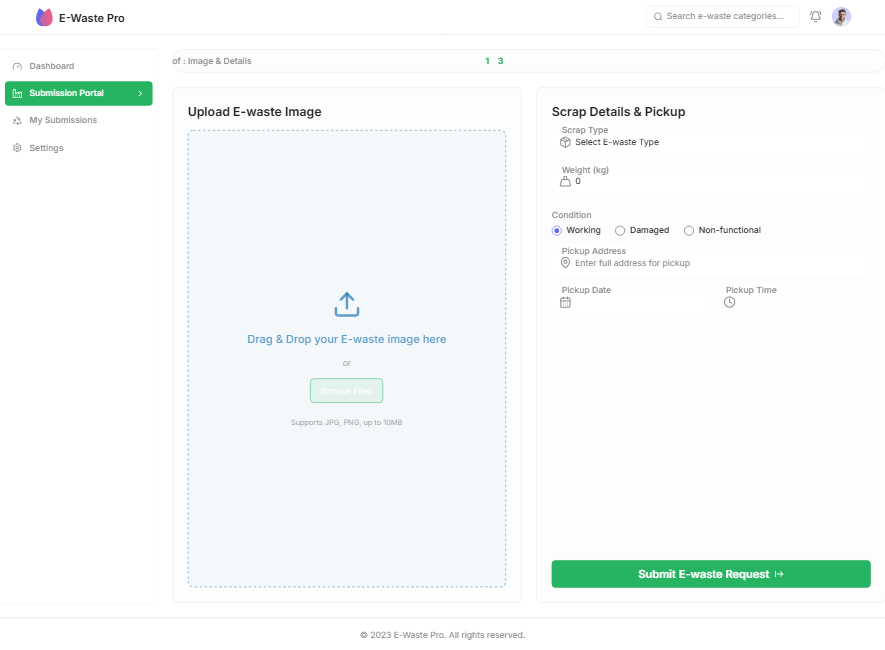 E-Waste Pro
Search e-waste categories...
Dashboard
Submission Portal
My Submissions
Settings
of : Image & Details
1 3
Upload E-waste Image
Drag & Drop your E-waste image here
or
Browse Files
Supports JPG, PNG, up to 10MB
Scrap Details & Pickup
Scrap Type
Select E-waste Type
Weight (kg)
0
Condition
Working Damaged Non-functional
Pickup Address
Enter full address for pickup
Pickup Date Pickup Time
Submit E-waste Request
© 2023 E-Waste Pro. All rights reserved.